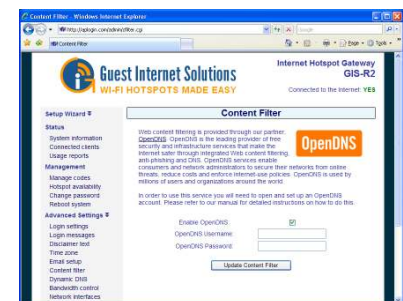 Content Filter - Windows Internet Explorer
http://aplogin.com/admin/cfilter.cgi
Google
Content Filter
Page
Tools
Guest Internet Solutions
WI-FI HOTSPOTS MADE EASY
Internet Hotspot Gateway
GIS-R2
Connected to the Internet: YES
Setup Wizard
Status
System information
Connected clients
Usage reports
Management
Manage codes
Hotspot availability
Change password
Reboot system
Advanced Settings
Login settings
Login messages
Disclaimer text
Time zone
Email setup
Content filter
Dynamic DNS
Bandwidth control
Network interfaces
Content Filter
Web content filtering is provided through our partner,
OpenDNS. OpenDNS is the leading provider of free
security and infrastructure services that make the
Internet safer through integrated Web content filtering,
anti-phishing and DNS. OpenDNS services enable
consumers and network administrators to secure their networks from online
threats, reduce costs and enforce Internet-use policies. OpenDNS is used by
millions of users and organizations around the world.
OpenDNS
In order to use this service you will need to open and set up an OpenDNS
account. Please refer to our manual for detailed instructions on how to do this.
Enable OpenDNS:
OpenDNS Username:
OpenDNS Password:
Update Content Filter